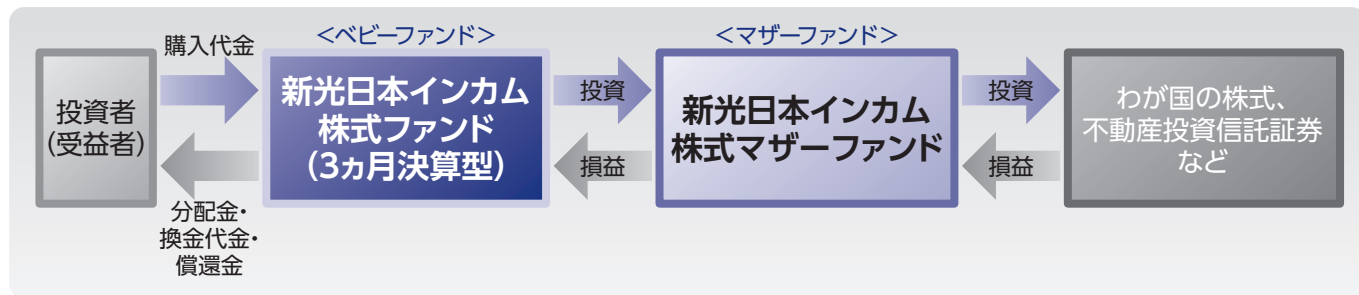 投資者
(受益者)
購入代金
分配金・
換金代金・
償還金
＜ベビーファンド＞
新光日本インカム
株式ファンド
(3ヵ月決算型)
投資
損益
＜マザーファンド＞
新光日本インカム
株式マザーファンド
投資
損益
わが国の株式、
不動産投資信託証券
など